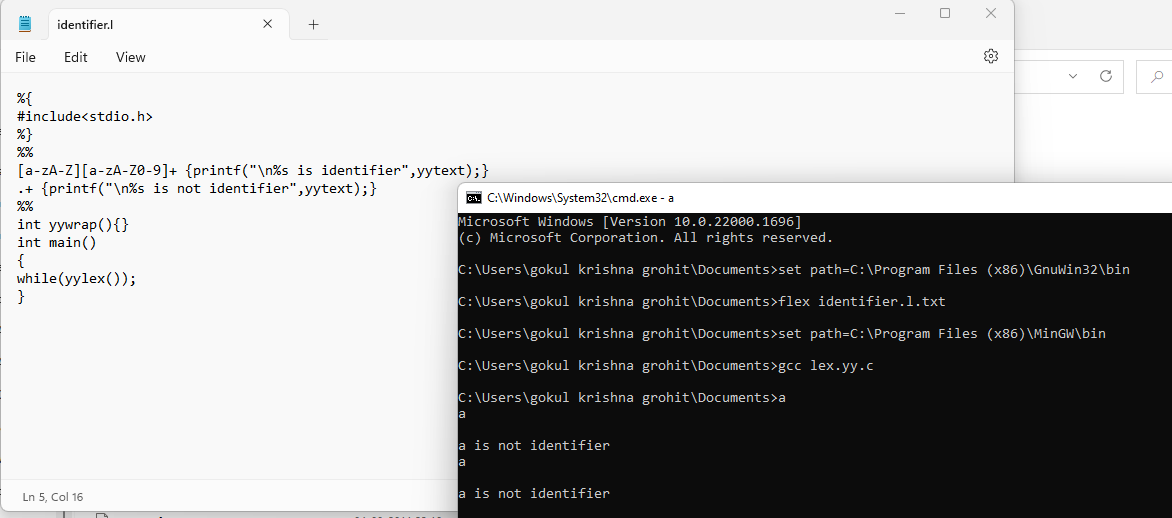 identifier.l
File Edit View
%{
#include<stdio.h>
%}
%%
[a-zA-Z][a-zA-Z0-9]+ {printf("\n%s is identifier",yytext);}
.+ {printf("\n%s is not identifier",yytext);}
%%
int yywrap(){}
int main()
{
while(yylex());
}
Ln 5, Col 16
C:\Windows\System32\cmd.exe - a
Microsoft Windows [Version 10.0.22000.1696]
(c) Microsoft Corporation. All rights reserved.
C:\Users\gokul krishna grohit\Documents>set path=C:\Program Files (x86)\GnuWin32\bin
C:\Users\gokul krishna grohit\Documents>flex identifier.l.txt
C:\Users\gokul krishna grohit\Documents>set path=C:\Program Files (x86)\MinGW\bin
C:\Users\gokul krishna grohit\Documents>gcc lex.yy.c
C:\Users\gokul krishna grohit\Documents>a
a
a is not identifier
a
a is not identifier